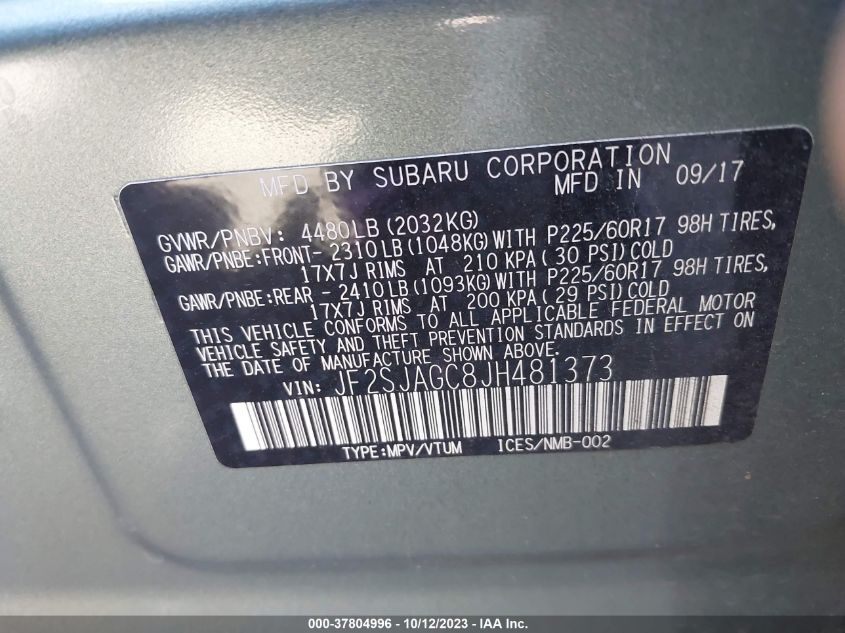 MFD BY SUBARU CORPORATION
MFD IN 09/17
GVWR/PNBV: 4480LB (2032KG)
GAWR/PNBE:FRONT- 2310LB (1048KG) WITH P225/60R17 98H TIRES,
17X7J RIMS AT 210 KPA ( 30 PSI) COLD
GAWR/PNBE:REAR - 2410LB (1093KG) WITH P225/60R17 98H TIRES,
17X7J RIMS AT 200 KPA ( 29 PSI) COLD
THIS VEHICLE CONFORMS TO ALL APPLICABLE FEDERAL MOTOR
VEHICLE SAFETY AND THEFT PREVENTION STANDARDS IN EFFECT ON
THE DATE OF MANUFACTURE SHOWN ABOVE.
VIN: JF2SJAGC8JH481373
TYPE:MPV/VTUM ICES/NMB-002
000-37804996 - 10/12/2023 - IAA Inc.